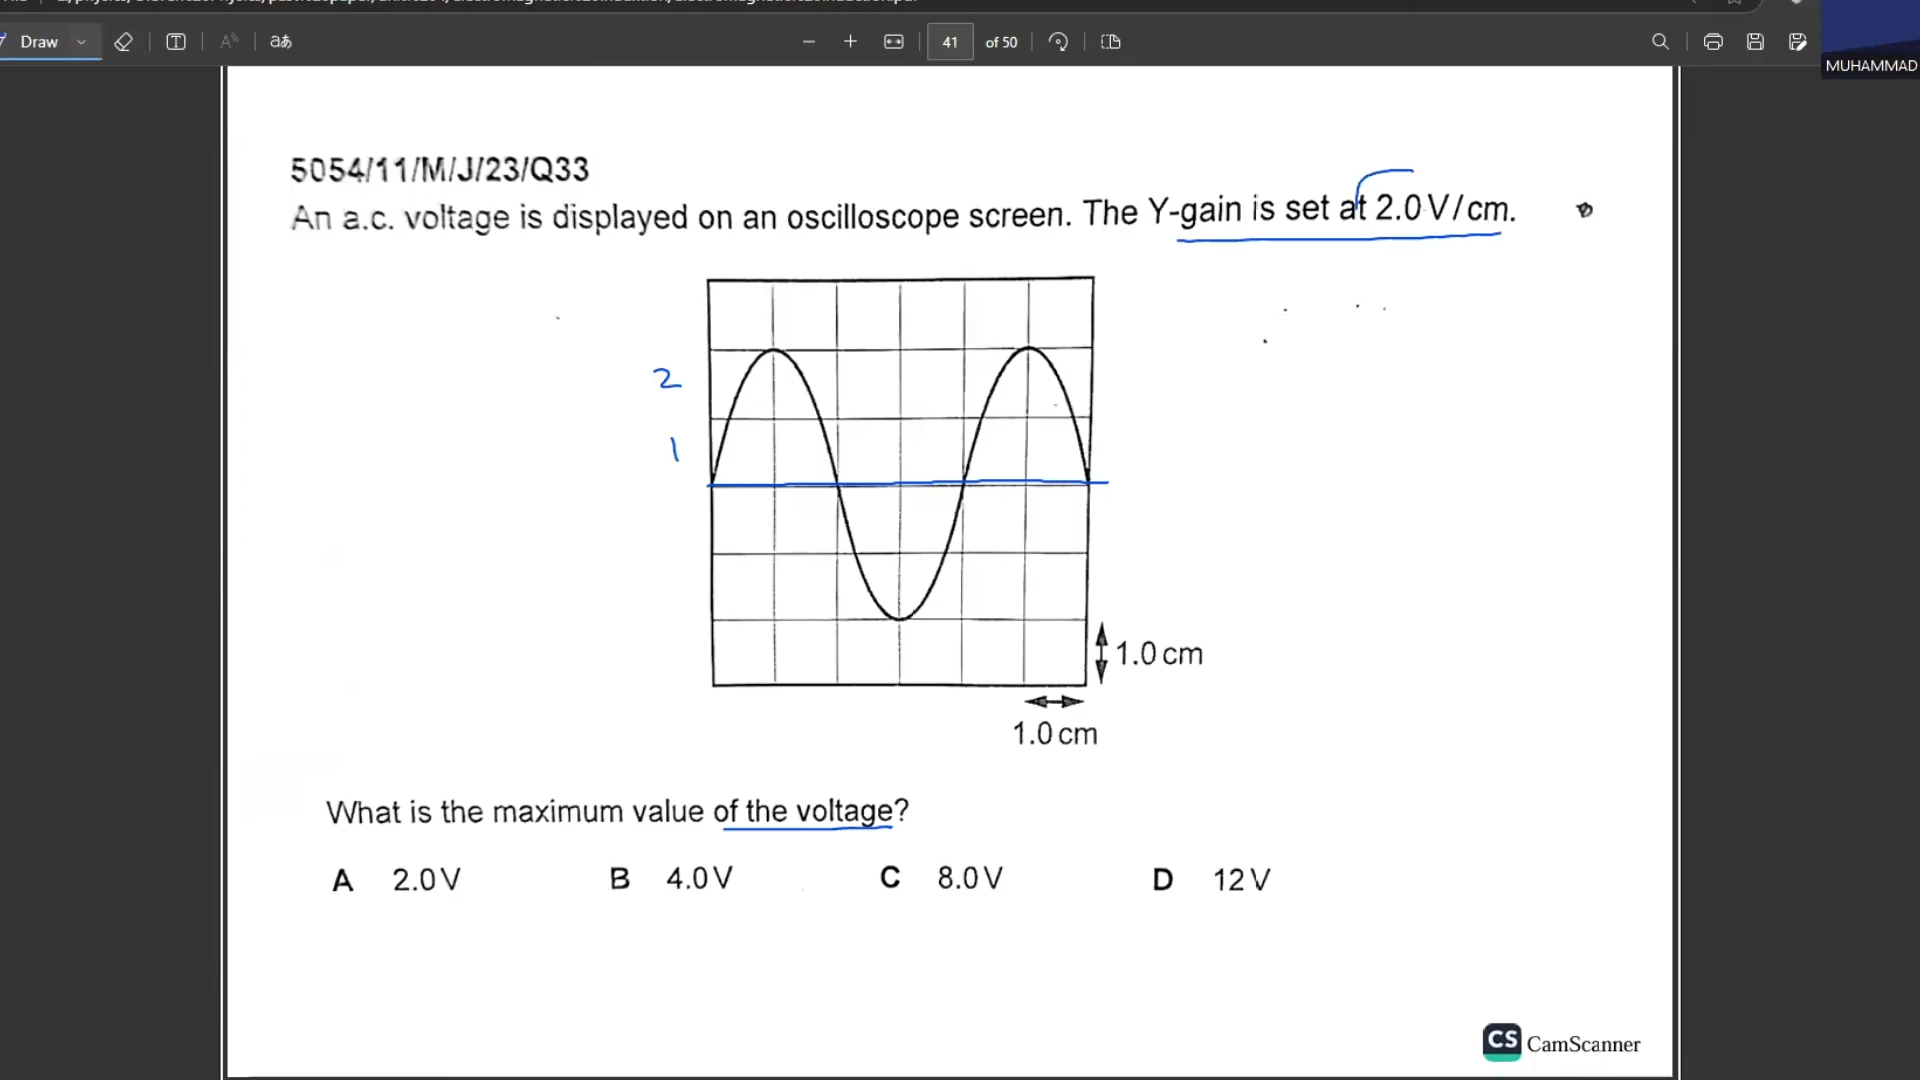 Draw
aあ
41 of 50
MUHAMMAD
5054/11/M/J/23/Q33
An a.c. voltage is displayed on an oscilloscope screen. The Y-gain is set at 2.0 V/cm.
2
1
1.0 cm
1.0 cm
What is the maximum value of the voltage?
A 2.0 V B 4.0 V C 8.0 V D 12 V
CS CamScanner